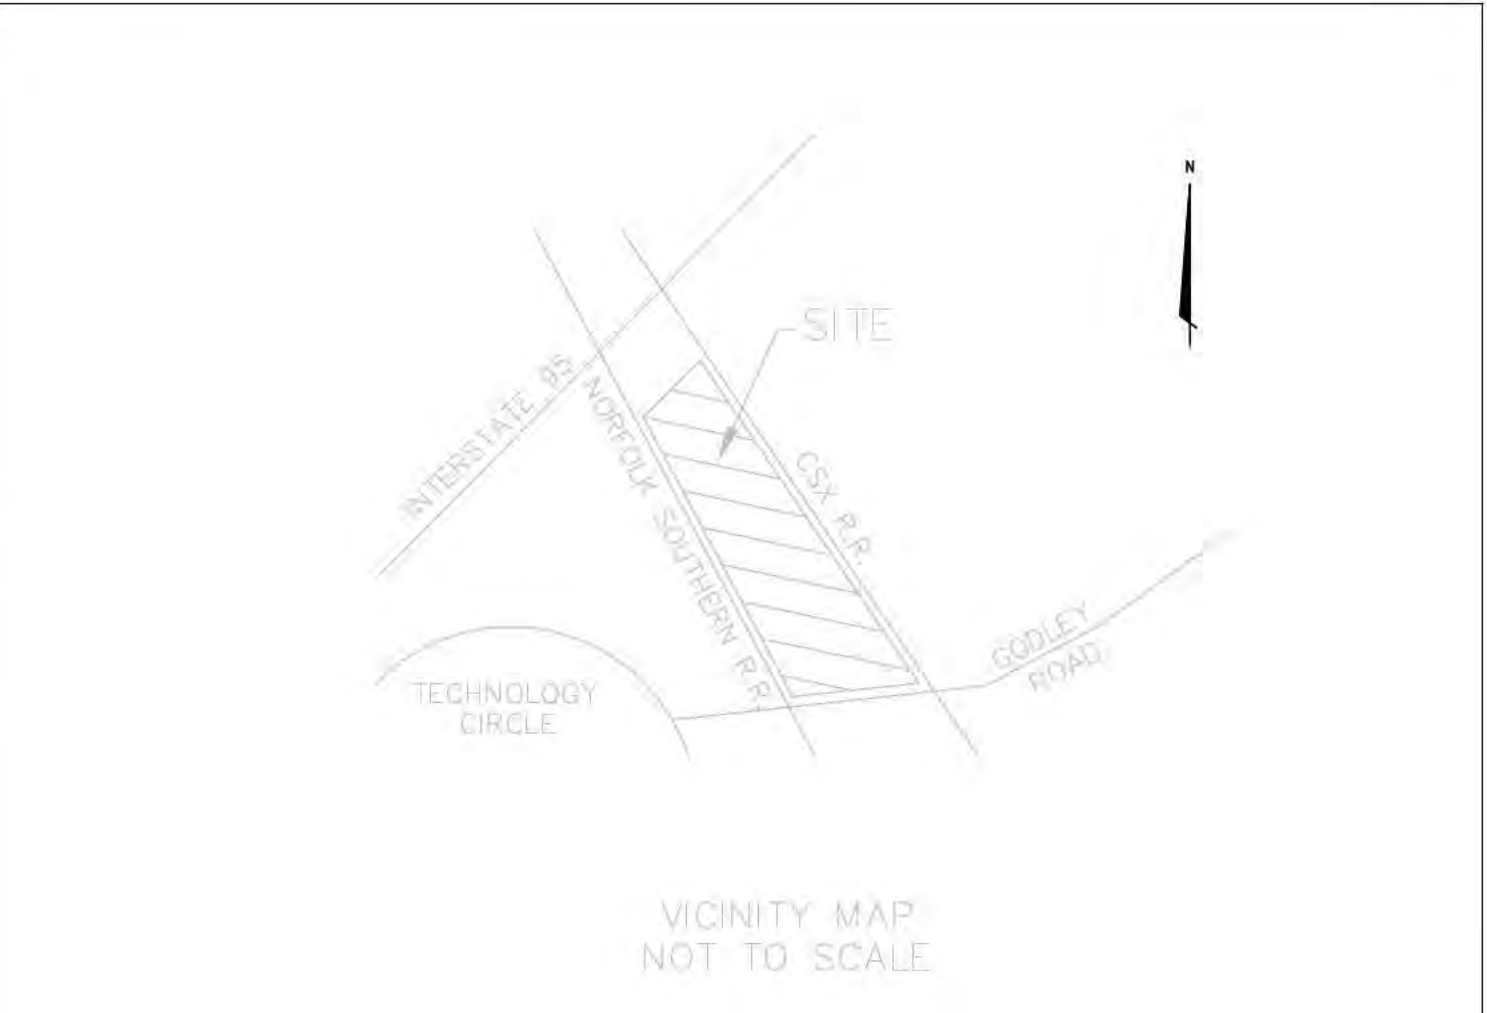 N
SITE
INTERSTATE 95
NORFOLK SOUTHERN R.R.
CSX R.R.
GODLEY
ROAD
TECHNOLOGY
CIRCLE
VICINITY MAP
NOT TO SCALE